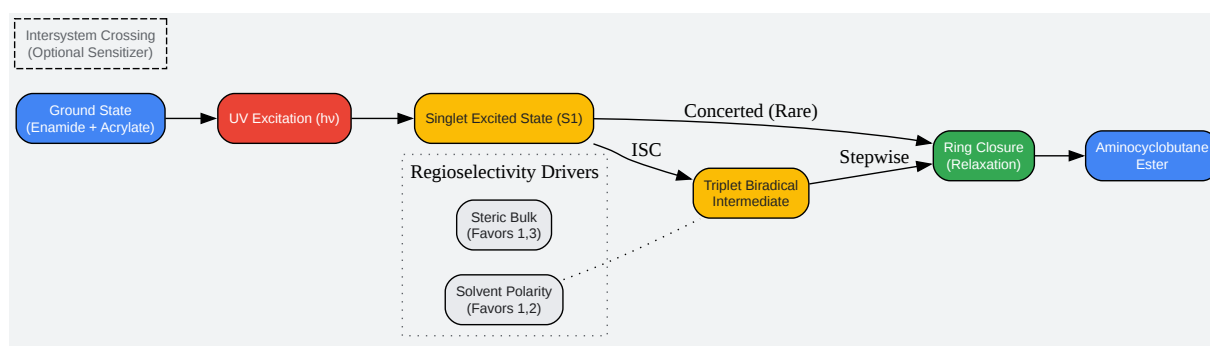 Intersystem Crossing
(Optional Sensitizer)
Ground State
(Enamide + Acrylate)
UV Excitation (hν)
Singlet Excited State (S1)
Concerted (Rare)
ISC
Stepwise
Ring Closure
(Relaxation)
Aminocyclobutane
Ester
Regioselectivity Drivers
Triplet Biradical
Intermediate
Steric Bulk
(Favors 1,3)
Solvent Polarity
(Favors 1,2)